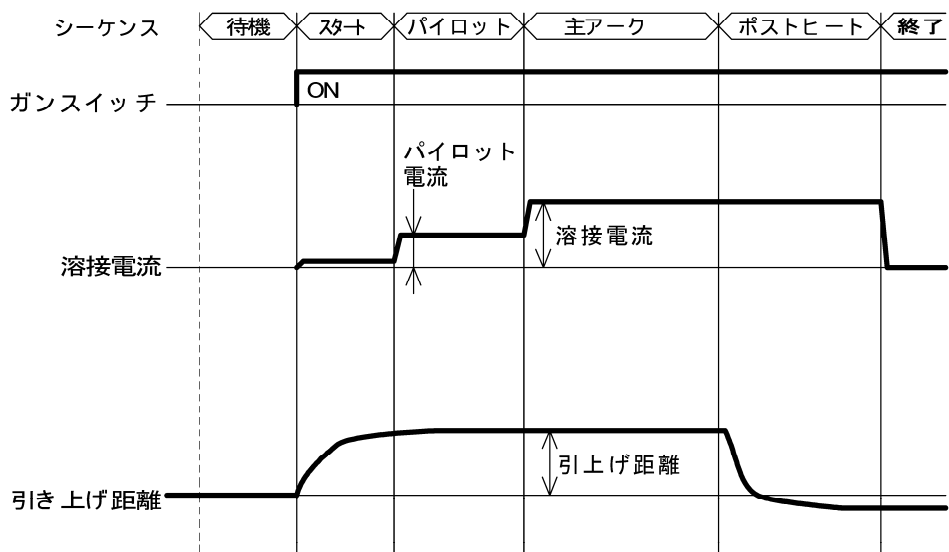 シーケンス 待機 スタート パイロット 主アーク ポストヒート 終了
ガンスイッチ ON
パイロット
電流
溶接電流
溶接電流
引上げ距離
引き上げ距離